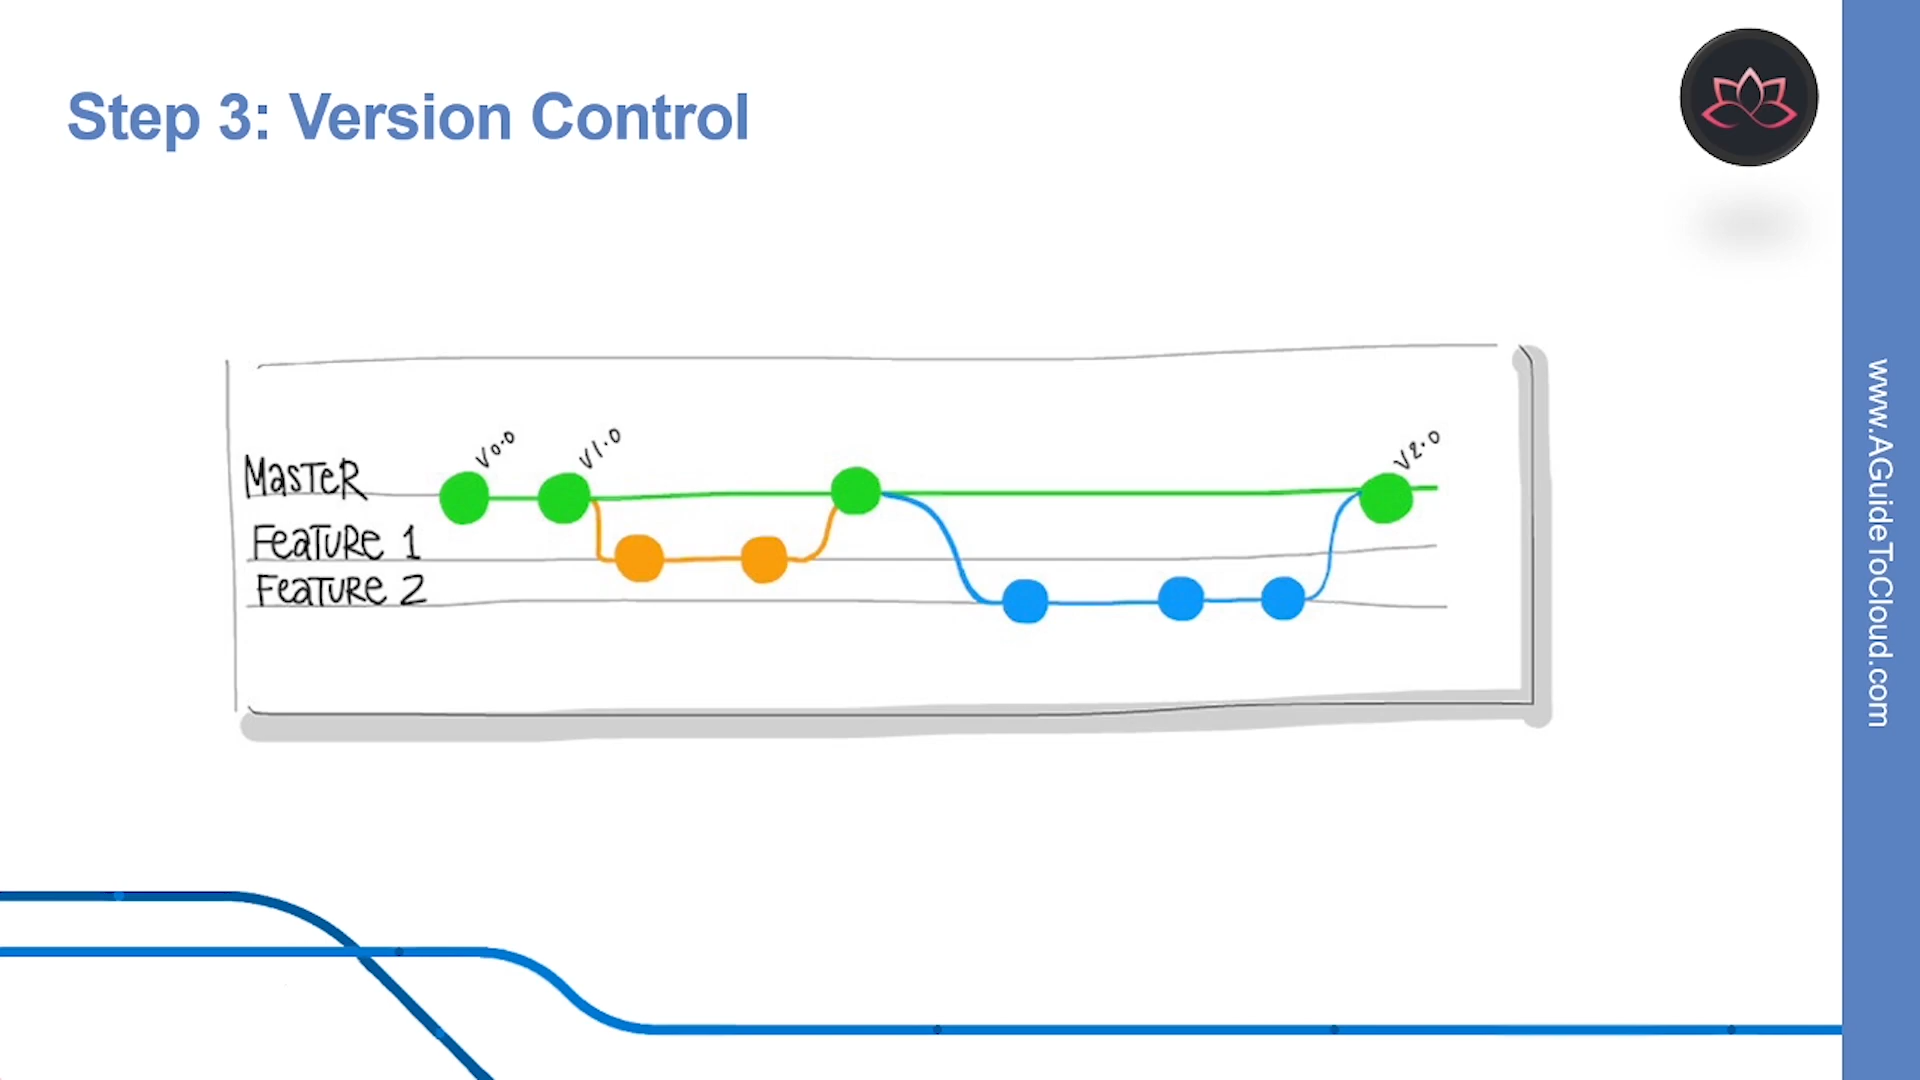 Step 3: Version Control
V0.0
V1.0
V2.0
MasTeR
FeaTuRe 1
FeaTuRe 2
www.AGuideToCloud.com